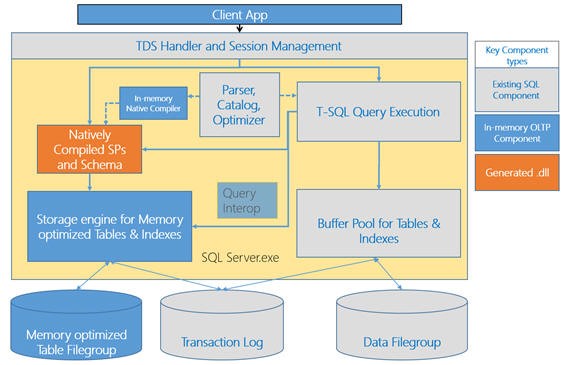 Client App
TDS Handler and Session Management
Key Component
types
Existing SQL
Component
In-memory OLTP
Component
Generated .dll
In-memory
Native Compiler
Parser,
Catalog,
Optimizer
T-SQL Query Execution
Natively
Compiled SPs
and Schema
Query
Interop
Storage engine for Memory
optimized Tables & Indexes
Buffer Pool for Tables &
Indexes
SQL Server.exe
Memory optimized
Table Filegroup
Transaction Log
Data Filegroup